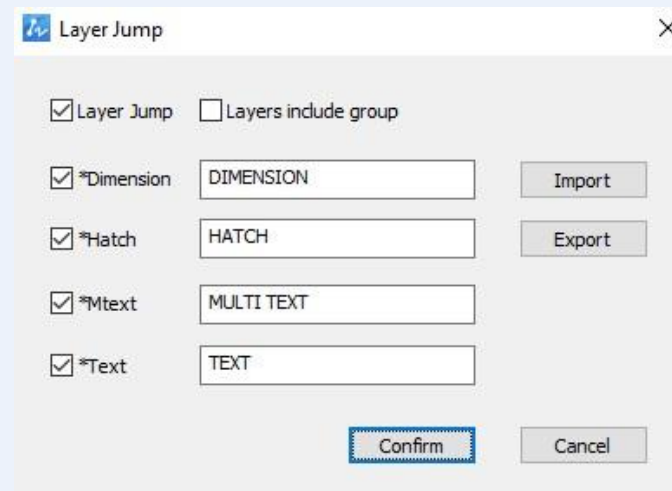 Layer Jump
Layer Jump Layers include group
*Dimension DIMENSION Import
*Hatch HATCH Export
*Mtext MULTI TEXT
*Text TEXT
Confirm Cancel